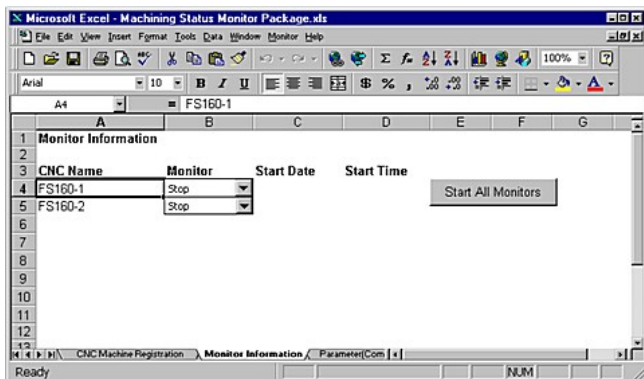 Microsoft Excel - Machining Status Monitor Package.xls
File Edit View Insert Format Tools Data Window Monitor Help
100%
Arial 10 B I U $ % ,
A4 = FS160-1
A B C D E F G
1 Monitor Information
2
3 CNC Name Monitor Start Date Start Time
4 FS160-1 Stop Start All Monitors
5 FS160-2 Stop
6
7
8
9
10
11
12
13
CNC Machine Registration Monitor Information Parameter(Com
Ready NUM